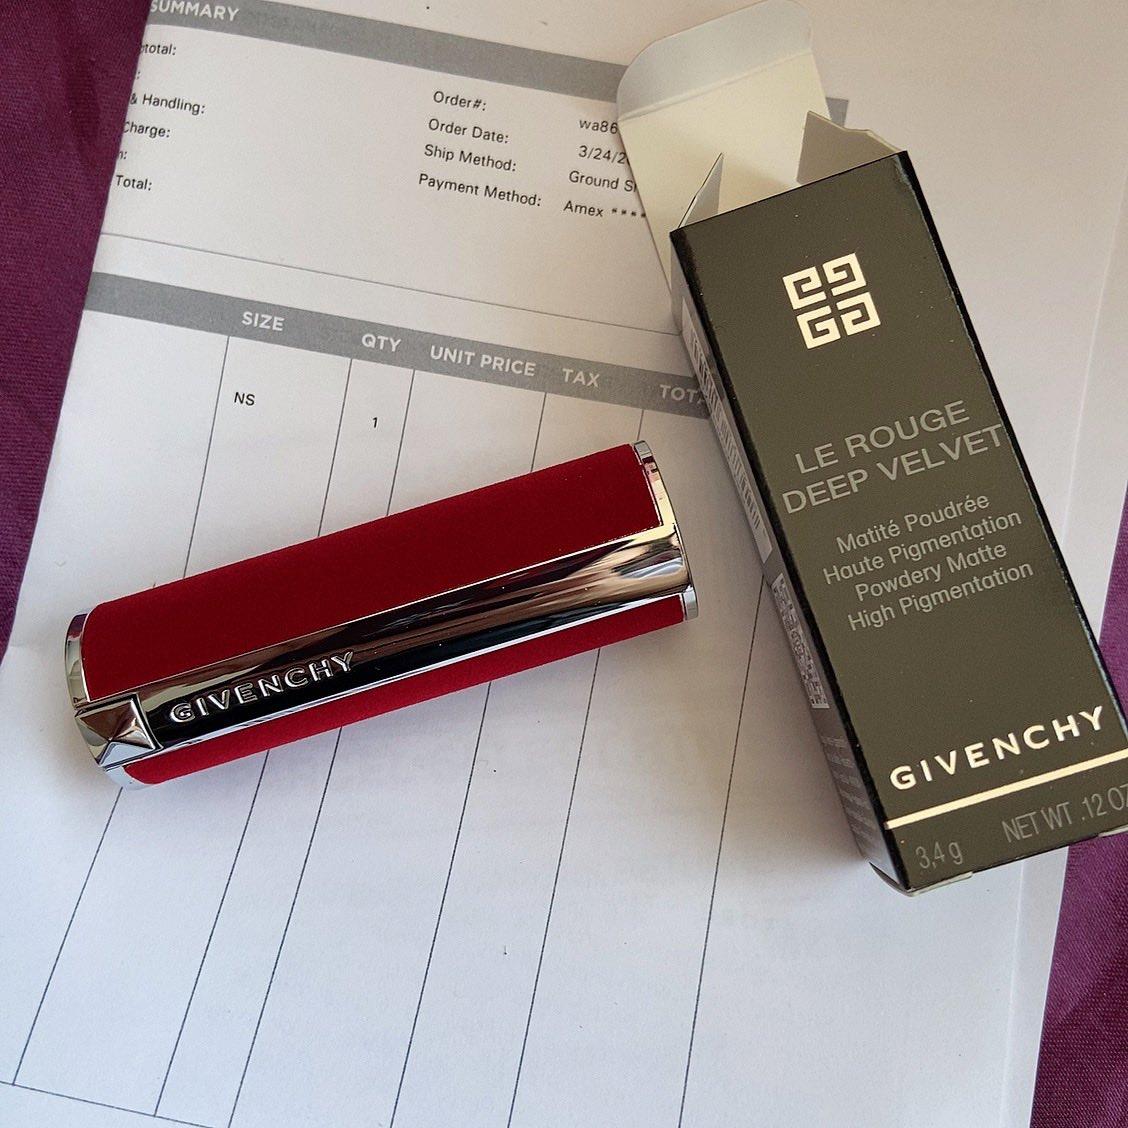 SUMMARY
& Handling:
Total:
Order#:
wa86
Order Date:
3/24/2
Ship Method:
Ground S
Payment Method:
Amex ****
SIZE
QTY
UNIT PRICE
TAX
NS
1
GIVENCHY
LE ROUGE
DEEP VELVET
Matité Poudrée
Haute Pigmentation
Powdery Matte
High Pigmentation
GIVENCHY
3,4 g
NET WT .12 OZ